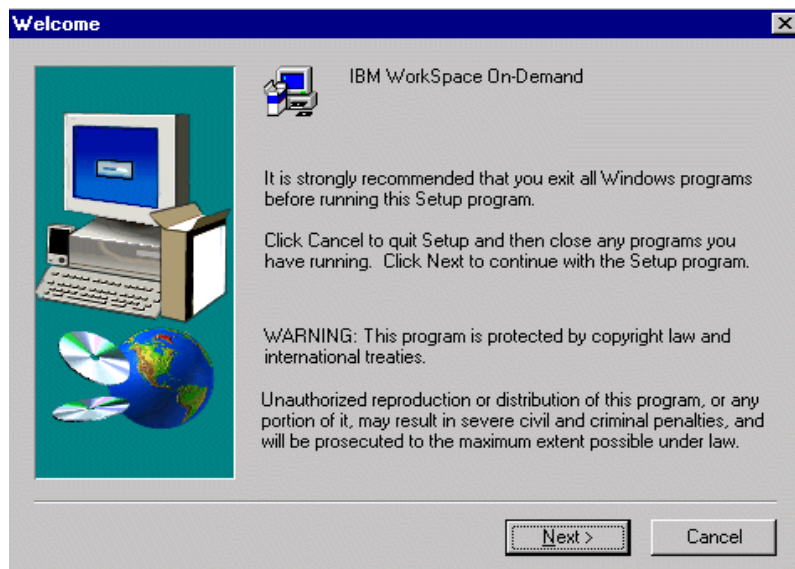 Welcome
IBM WorkSpace On-Demand
It is strongly recommended that you exit all Windows programs
before running this Setup program.
Click Cancel to quit Setup and then close any programs you
have running. Click Next to continue with the Setup program.
WARNING: This program is protected by copyright law and
international treaties.
Unauthorized reproduction or distribution of this program, or any
portion of it, may result in severe civil and criminal penalties, and
will be prosecuted to the maximum extent possible under law.
Next >
Cancel